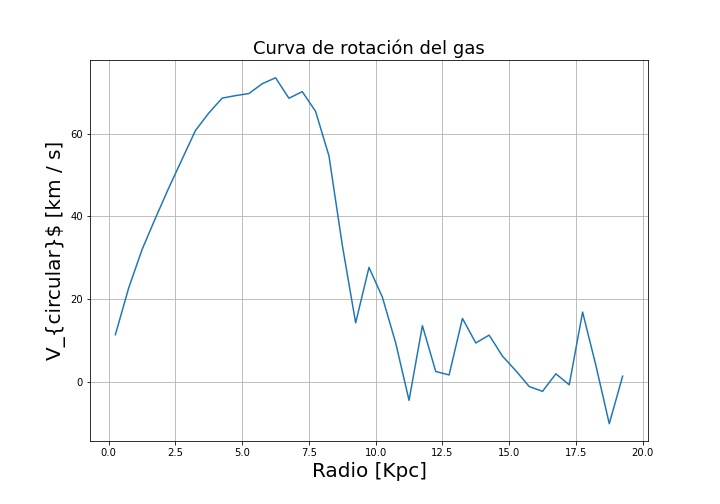 Curva de rotación del gas
V_{circular}$ [km / s]
60
40
20
0
0.0 2.5 5.0 7.5 10.0 12.5 15.0 17.5 20.0
Radio [Kpc]